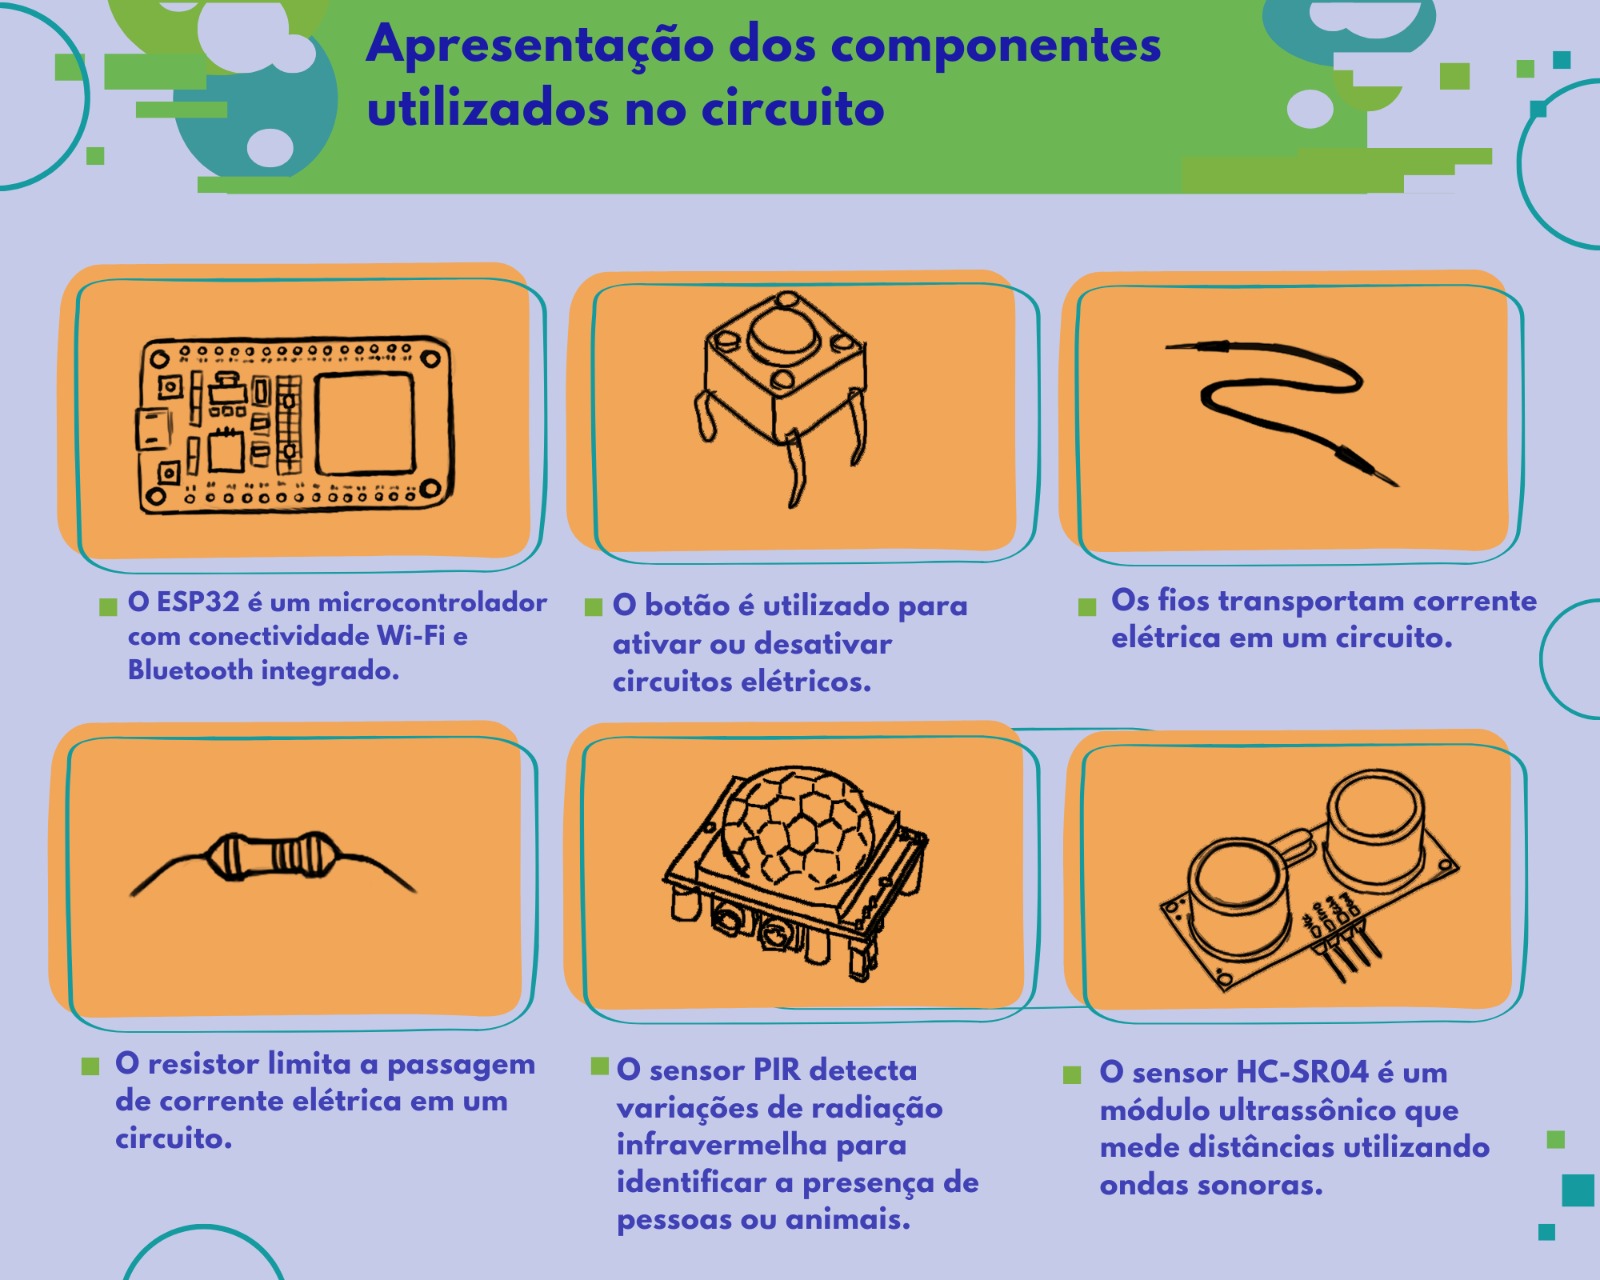 Apresentação dos componentes
utilizados no circuito
O ESP32 é um microcontrolador
com conectividade Wi-Fi e
Bluetooth integrado.
O botão é utilizado para
ativar ou desativar
circuitos elétricos.
Os fios transportam corrente
elétrica em um circuito.
O resistor limita a passagem
de corrente elétrica em um
circuito.
O sensor PIR detecta
variações de radiação
infravermelha para
identificar a presença de
pessoas ou animais.
O sensor HC-SR04 é um
módulo ultrassônico que
mede distâncias utilizando
ondas sonoras.